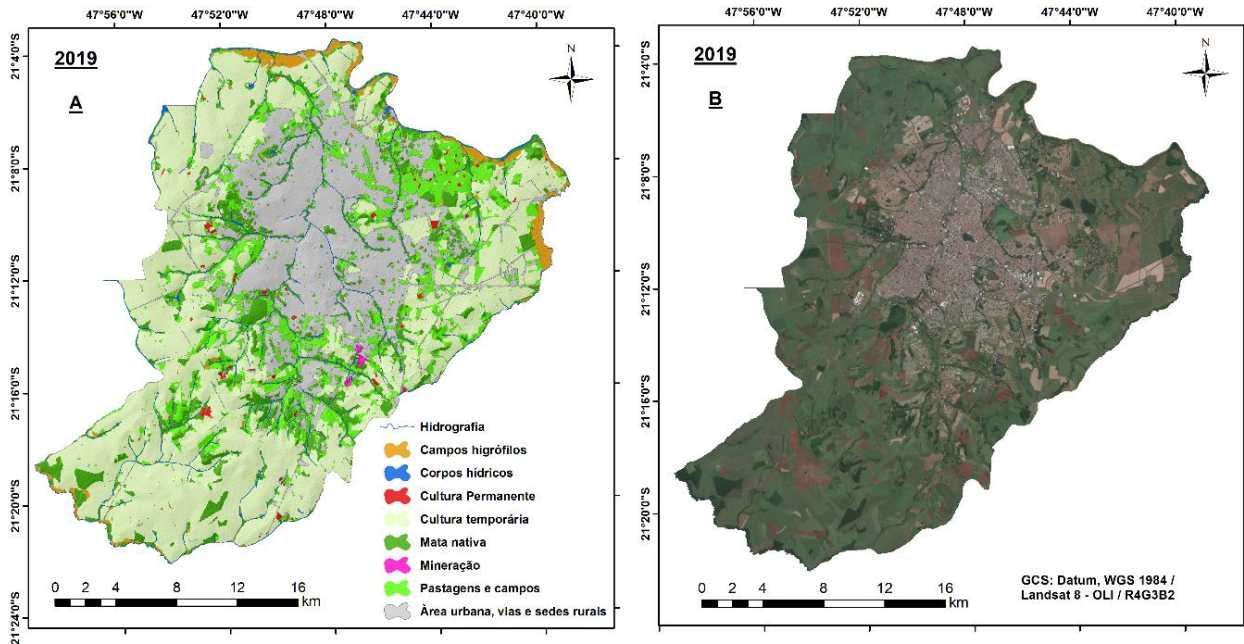 47°56'0"W 47°52'0"W 47°48'0"W 47°44'0"W 47°40'0"W
2019
A
N
21°4'0"S
21°8'0"S
21°12'0"S
21°16'0"S
21°20'0"S
21°24'0"S
Hidrografia
Campos higrófilos
Corpos hídricos
Cultura Permanente
Cultura temporária
Mata nativa
Mineração
Pastagens e campos
Àrea urbana, vias e sedes rurais
0 2 4 8 12 16
km
47°56'0"W 47°52'0"W 47°48'0"W 47°44'0"W 47°40'0"W
2019
B
N
21°4'0"S
21°8'0"S
21°12'0"S
21°16'0"S
21°20'0"S
0 2 4 8 12 16
km
GCS: Datum, WGS 1984 /
Landsat 8 - OLI / R4G3B2